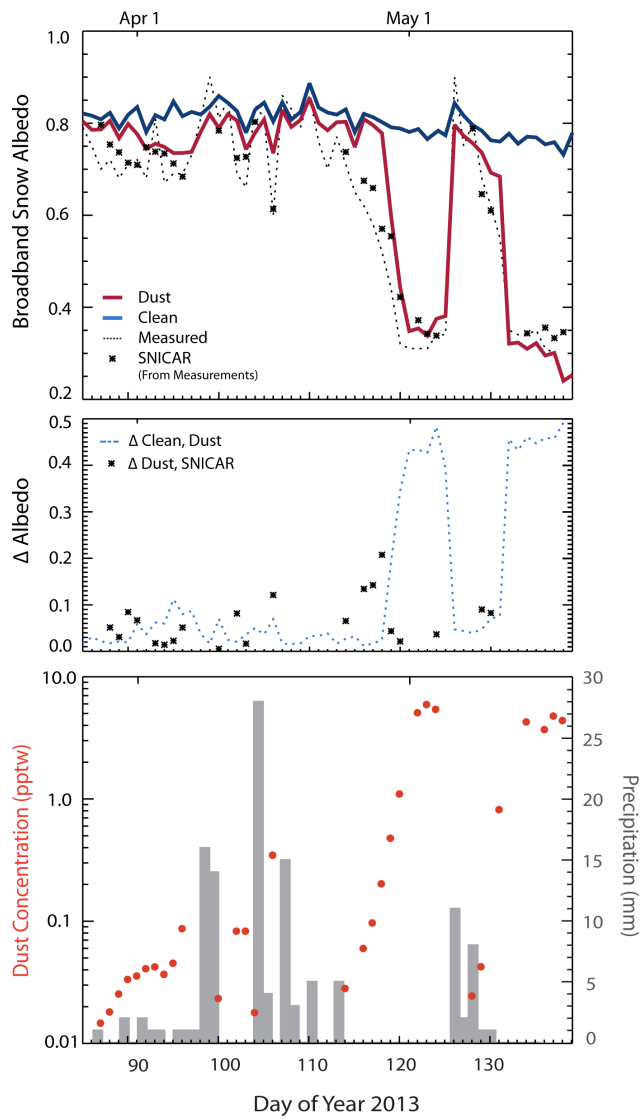 Apr 1 May 1
1.0
0.8
0.6
0.4
0.2
Broadband Snow Albedo
Dust
Clean
Measured
SNICAR
(From Measurements)
0.5
0.4
0.3
0.2
0.1
0.0
Δ Albedo
Δ Clean, Dust
Δ Dust, SNICAR
10.0
1.0
0.1
0.01
Dust Concentration (pptw)
30
25
20
15
10
5
0
Precipitation (mm)
90 100 110 120 130
Day of Year 2013